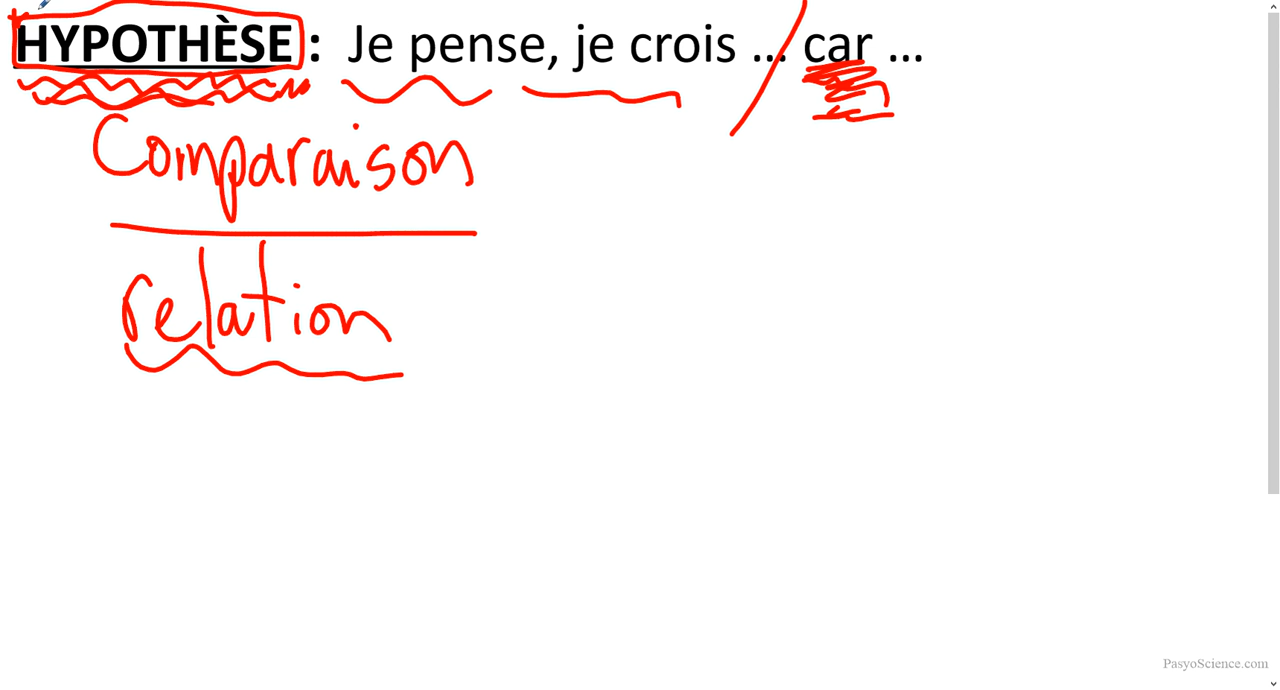 HYPOTHÈSE : Je pense, je crois ... car ...
Comparaison
relation
PasyoScience.com